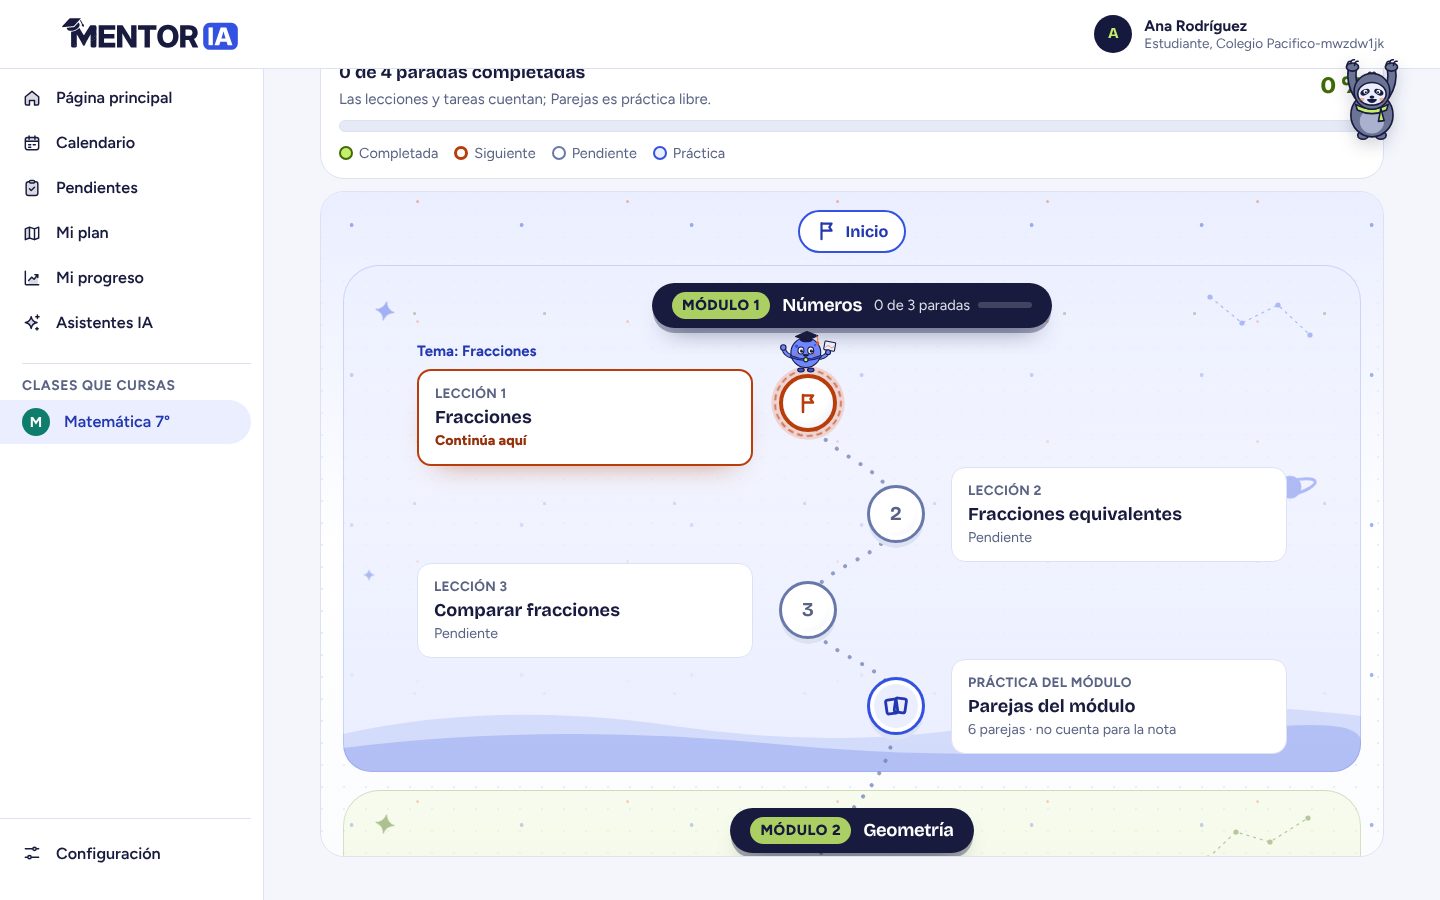 MENTOR IA
Ana Rodríguez
Estudiante, Colegio Pacifico-mwzdw1jk
A
Página principal
Calendario
Pendientes
Mi plan
Mi progreso
Asistentes IA
CLASES QUE CURSAS
M Matemática 7°
Configuración
0 de 4 paradas completadas
0 %
Las lecciones y tareas cuentan; Parejas es práctica libre.
Completada Siguiente Pendiente Práctica
Inicio
MÓDULO 1 Números 0 de 3 paradas
Tema: Fracciones
LECCIÓN 1
Fracciones
Continúa aquí
2
LECCIÓN 2
Fracciones equivalentes
Pendiente
LECCIÓN 3
Comparar fracciones
Pendiente
3
PRÁCTICA DEL MÓDULO
Parejas del módulo
6 parejas · no cuenta para la nota
MÓDULO 2 Geometría